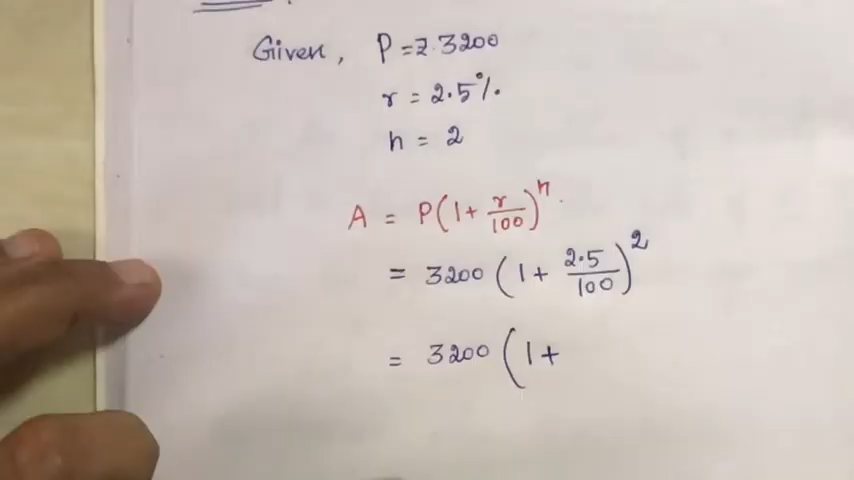 Given, P = ₹.3200
r = 2.5%.
n = 2
A = P(1+ r/100)^n.
= 3200 (1+ 2.5/100)^2
= 3200 (1+